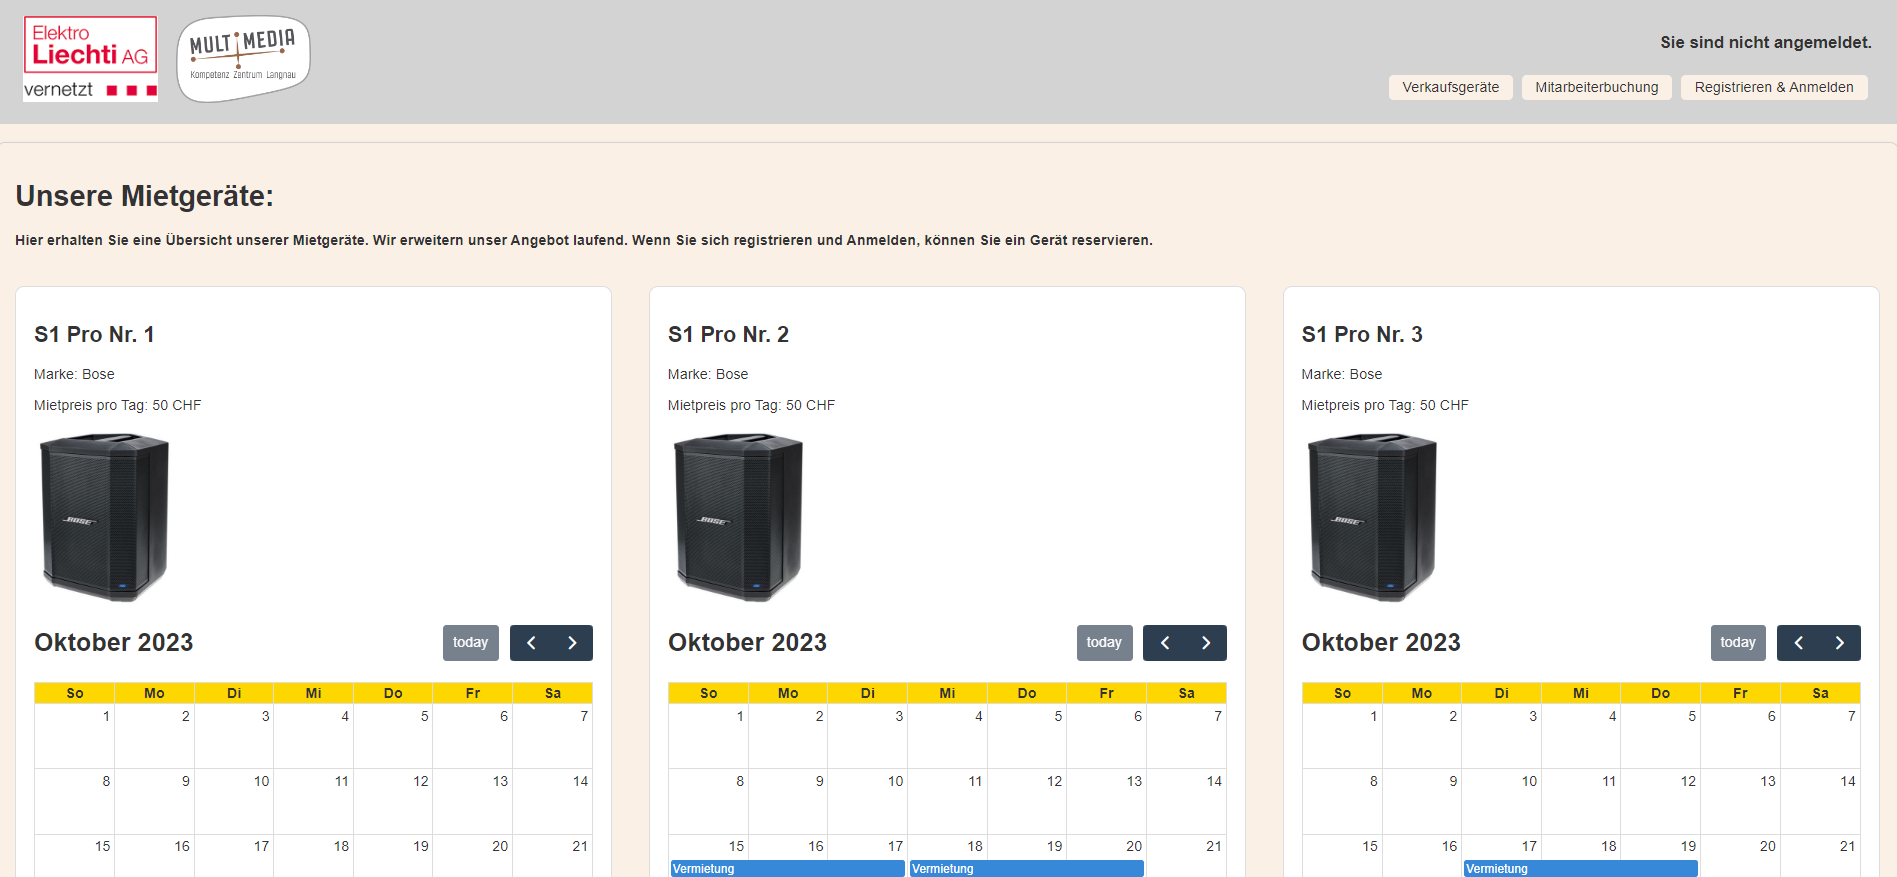 Elektro
Liechti AG
vernetzt
MULTIMEDIA
Kompetenz Zentrum Langnau
Sie sind nicht angemeldet.
Verkaufsgeräte Mitarbeiterbuchung Registrieren & Anmelden
Unsere Mietgeräte:
Hier erhalten Sie eine Übersicht unserer Mietgeräte. Wir erweitern unser Angebot laufend. Wenn Sie sich registrieren und Anmelden, können Sie ein Gerät reservieren.
S1 Pro Nr. 1
Marke: Bose
Mietpreis pro Tag: 50 CHF
BOSE
Oktober 2023 today
So Mo Di Mi Do Fr Sa
1 2 3 4 5 6 7
8 9 10 11 12 13 14
15 16 17 18 19 20 21
S1 Pro Nr. 2
Marke: Bose
Mietpreis pro Tag: 50 CHF
BOSE
Oktober 2023 today
So Mo Di Mi Do Fr Sa
1 2 3 4 5 6 7
8 9 10 11 12 13 14
15 16 17 18 19 20 21
Vermietung Vermietung
S1 Pro Nr. 3
Marke: Bose
Mietpreis pro Tag: 50 CHF
BOSE
Oktober 2023 today
So Mo Di Mi Do Fr Sa
1 2 3 4 5 6 7
8 9 10 11 12 13 14
15 16 17 18 19 20 21
Vermietung